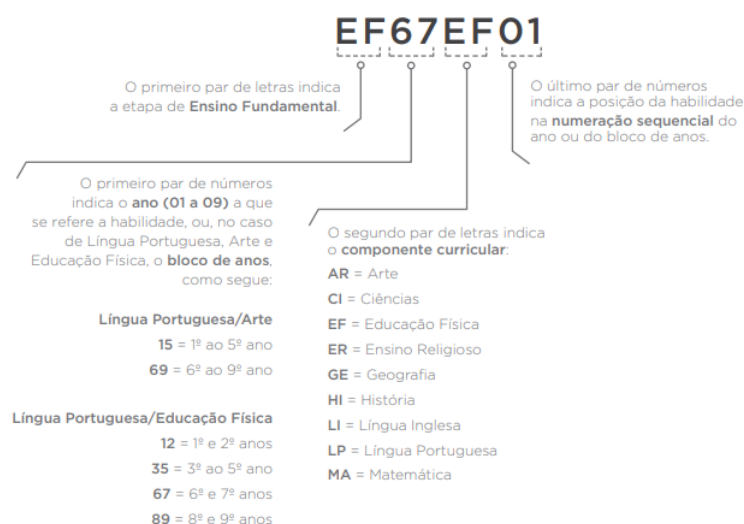 EF67EF01
O primeiro par de letras indica
a etapa de Ensino Fundamental.
O último par de números
indica a posição da habilidade
na numeração sequencial do
ano ou do bloco de anos.
O primeiro par de números
indica o ano (01 a 09) a que
se refere a habilidade, ou, no caso
de Língua Portuguesa, Arte e
Educação Física, o bloco de anos,
como segue:
Língua Portuguesa/Arte
15 = 1º ao 5º ano
69 = 6º ao 9º ano
Língua Portuguesa/Educação Física
12 = 1º e 2º anos
35 = 3º ao 5º ano
67 = 6º e 7º anos
89 = 8º e 9º anos
O segundo par de letras indica
o componente curricular:
AR = Arte
CI = Ciências
EF = Educação Física
ER = Ensino Religioso
GE = Geografia
HI = História
LI = Língua Inglesa
LP = Língua Portuguesa
MA = Matemática